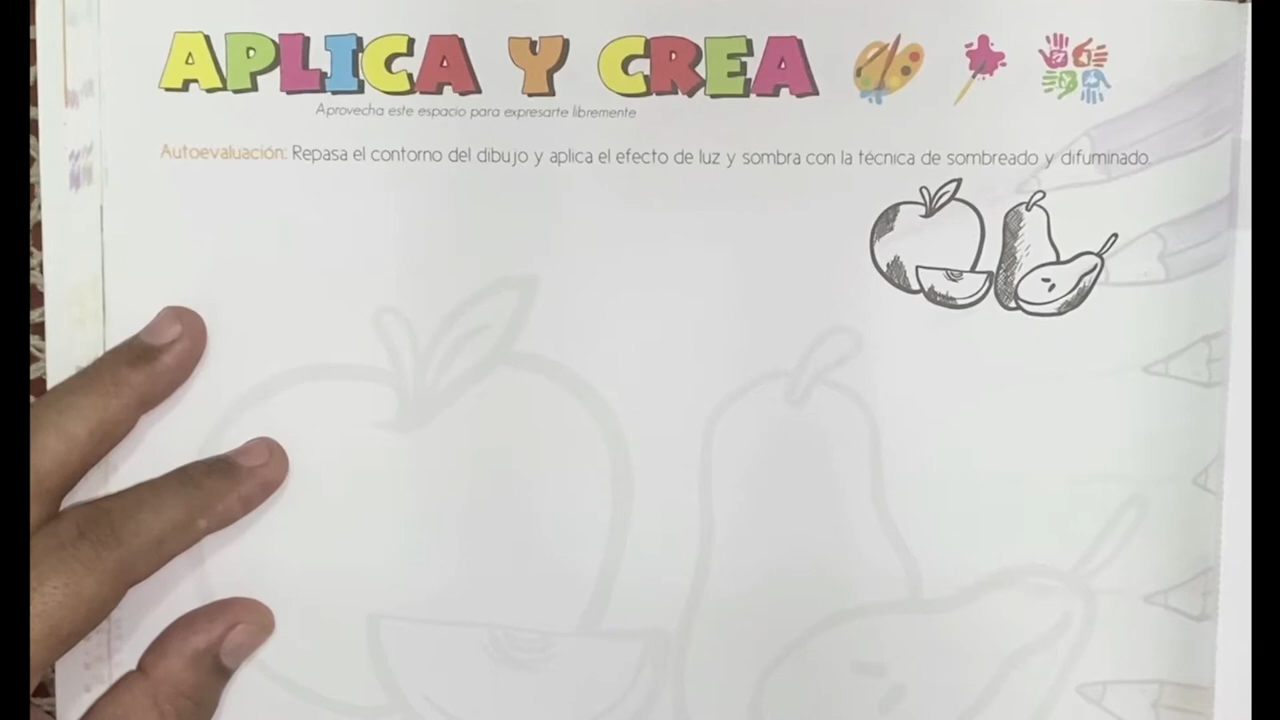 APLICA Y CREA
Aprovecha este espacio para expresarte libremente
Autoevaluación: Repasa el contorno del dibujo y aplica el efecto de luz y sombra con la técnica de sombreado y difuminado.